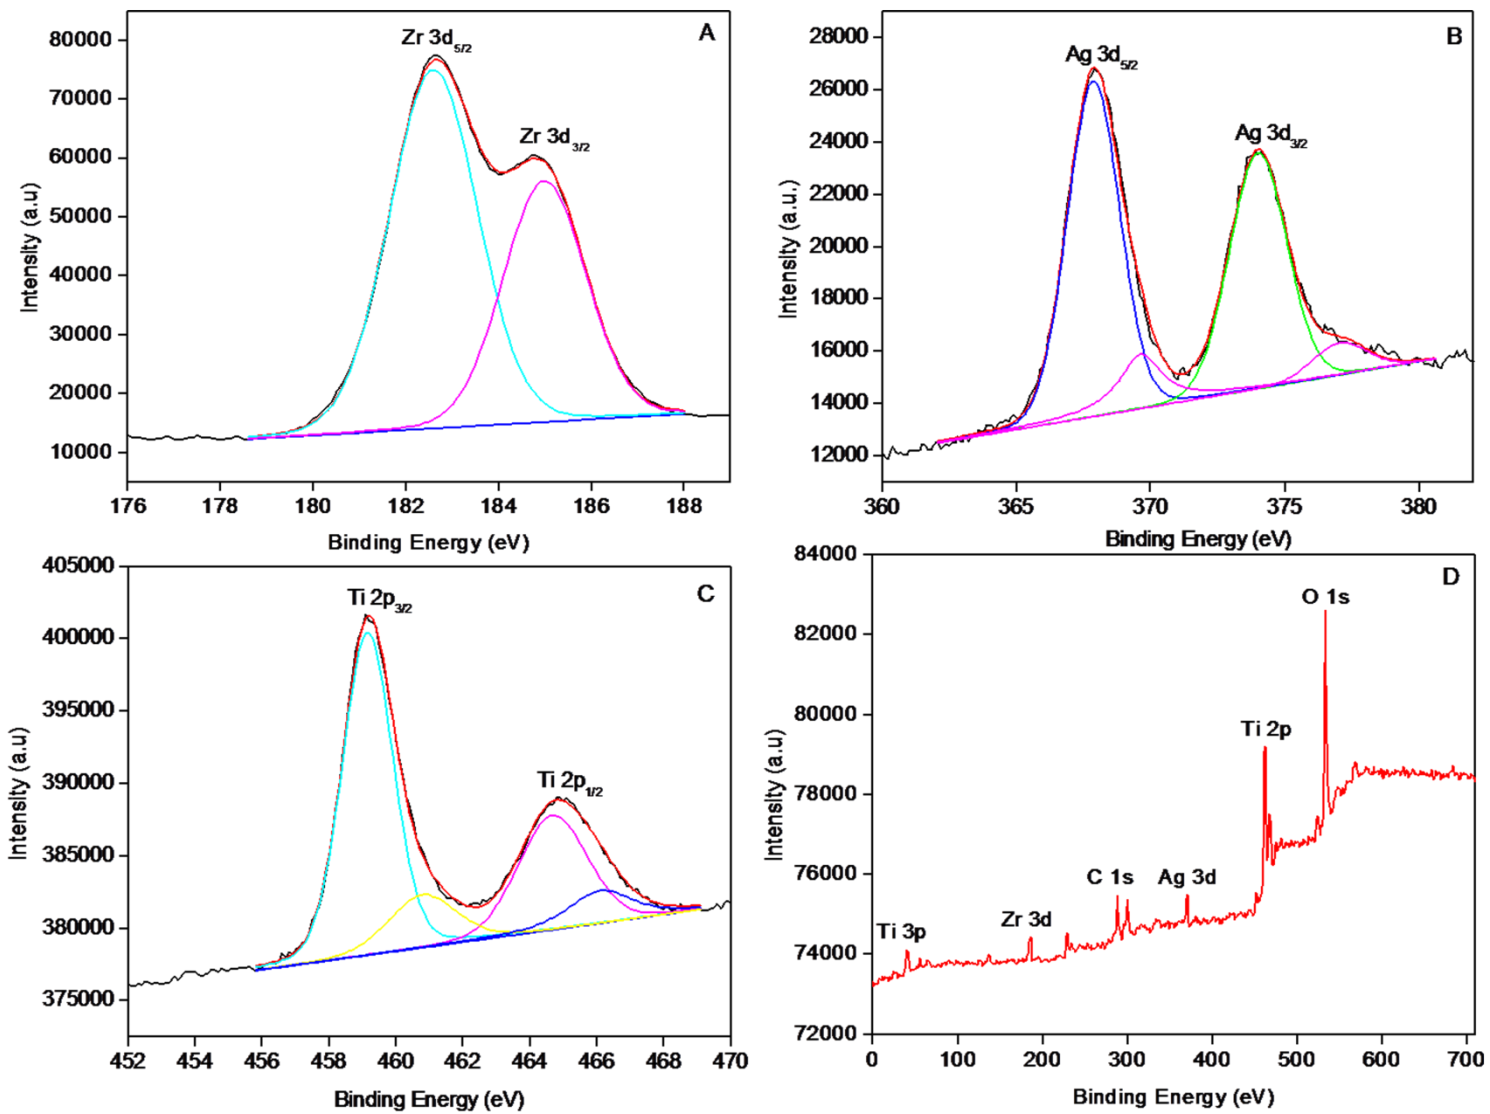 A
Zr 3d5/2
Zr 3d3/2
80000
70000
60000
50000
40000
30000
20000
10000
Intensity (a.u)
176 178 180 182 184 186 188
Binding Energy (eV)
B
Ag 3d5/2
Ag 3d3/2
28000
26000
24000
22000
20000
18000
16000
14000
12000
Intensity (a.u.)
360 365 370 375 380
Binding Energy (eV)
C
Ti 2p3/2
Ti 2p1/2
405000
400000
395000
390000
385000
380000
375000
Intensity (a.u)
452 454 456 458 460 462 464 466 468 470
Binding Energy (eV)
D
O 1s
Ti 2p
C 1s
Ag 3d
Zr 3d
Ti 3p
84000
82000
80000
78000
76000
74000
72000
Intensity (a.u)
0 100 200 300 400 500 600 700
Binding Energy (eV)